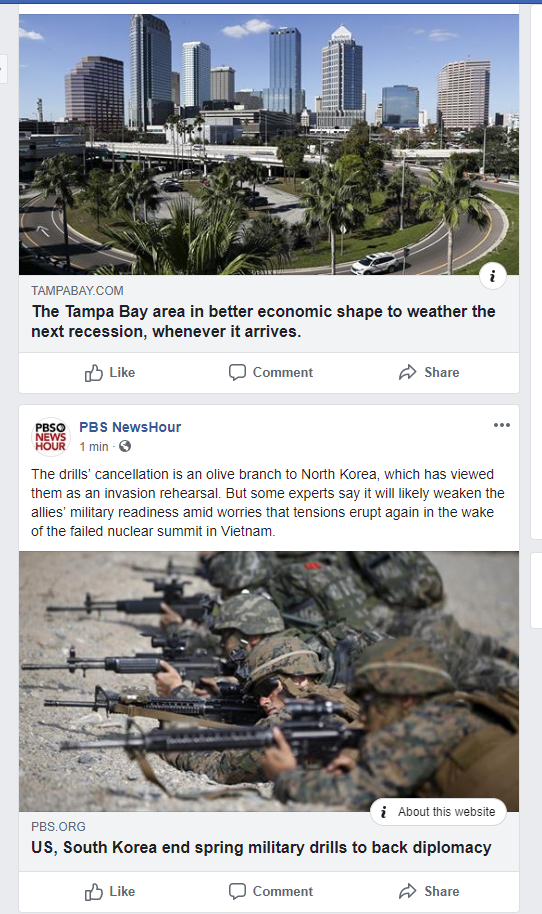 TAMPABAY.COM
The Tampa Bay area in better economic shape to weather the
next recession, whenever it arrives.
Like
Comment
Share
PBS
NEWS
HOUR
PBS NewsHour
1 min ·
The drills' cancellation is an olive branch to North Korea, which has viewed
them as an invasion rehearsal. But some experts say it will likely weaken the
allies' military readiness amid worries that tensions erupt again in the wake
of the failed nuclear summit in Vietnam.
i About this website
PBS.ORG
US, South Korea end spring military drills to back diplomacy
Like
Comment
Share